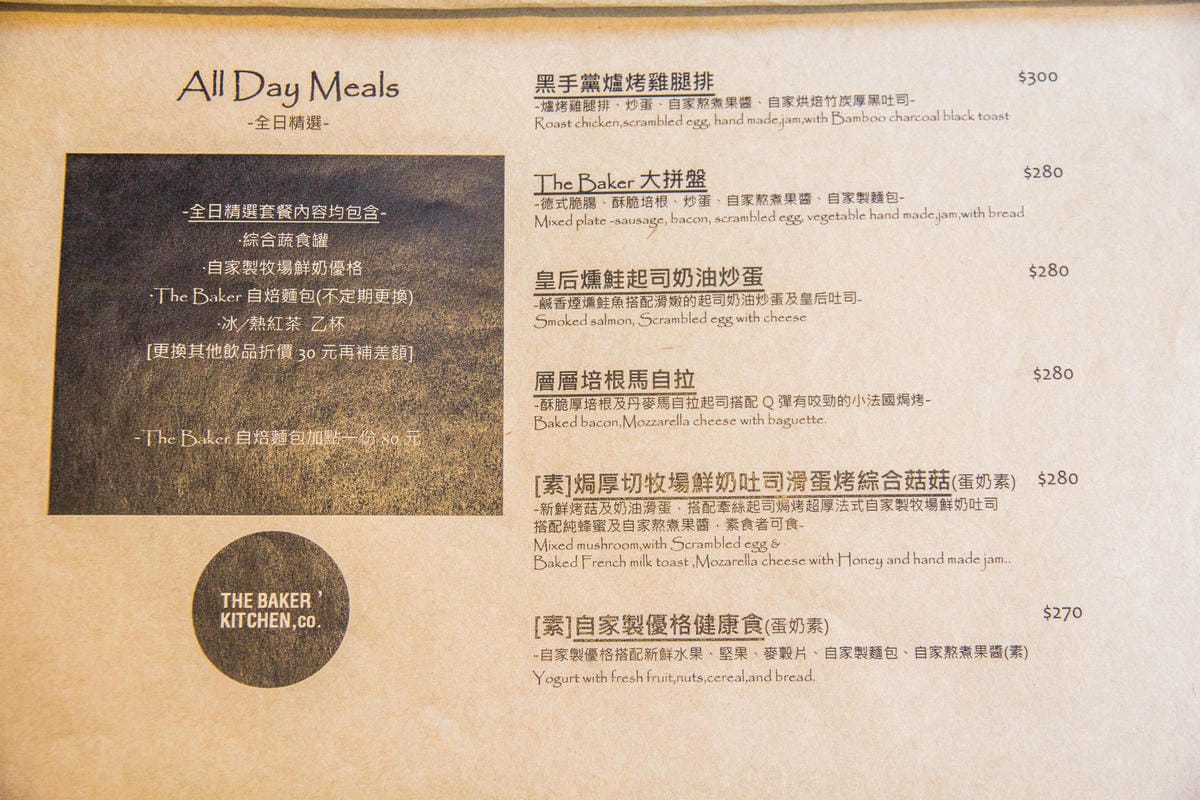 All Day Meals
-全日精選-
-全日精選套餐內容均包含-
·綜合蔬食罐
·自家製牧場鮮奶優格
·The Baker 自焙麵包(不定期更換)
·冰/熱紅茶 乙杯
[更換其他飲品折價 30 元再補差額]
-The Baker 自焙麵包加點一份 80 元
THE BAKER '
KITCHEN,co.
黑手黨爐烤雞腿排 $300
-爐烤雞腿排、炒蛋、自家熬煮果醬、自家烘焙竹炭厚黑吐司-
Roast chicken,scrambled egg, hand made,jam,with Bamboo charcoal black toast
The Baker 大拼盤 $280
-德式脆腸、酥脆培根、炒蛋、自家熬煮果醬、自家製麵包-
Mixed plate -sausage, bacon, scrambled egg, vegetable hand made,jam,with bread
皇后燻鮭起司奶油炒蛋 $280
-鹹香煙燻鮭魚搭配滑嫩的起司奶油炒蛋及皇后吐司-
Smoked salmon, Scrambled egg with cheese
層層培根馬自拉 $280
-酥脆厚培根及丹麥馬自拉起司搭配 Q 彈有咬勁的小法國焗烤-
Baked bacon,Mozzarella cheese with baguette.
[素]焗厚切牧場鮮奶吐司滑蛋烤綜合菇菇(蛋奶素) $280
-新鮮烤菇及奶油滑蛋，搭配牽絲起司焗烤超厚法式自家製牧場鮮奶吐司
搭配純蜂蜜及自家熬煮果醬，素食者可食-
Mixed mushroom,with Scrambled egg &
Baked French milk toast ,Mozarella cheese with Honey and hand made jam..
[素]自家製優格健康食(蛋奶素) $270
-自家製優格搭配新鮮水果、堅果、麥穀片、自家製麵包、自家熬煮果醬(素)
Yogurt with fresh fruit,nuts,cereal,and bread.